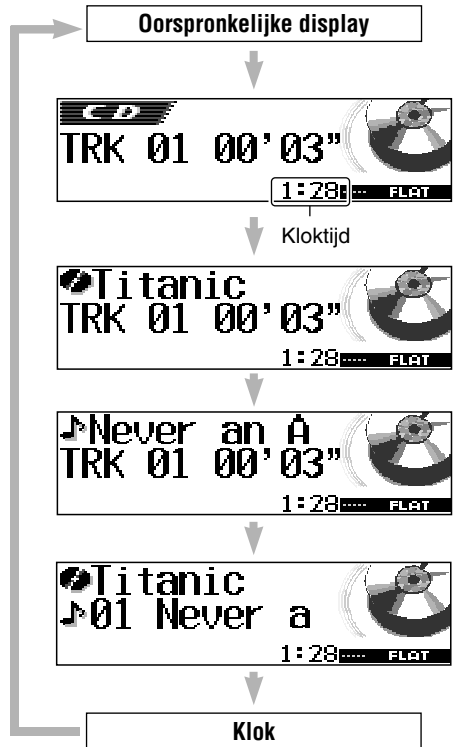 Oorspronkelijke display
CD
TRK 01 00'03"
1:28 ---- FLAT
Kloktijd
Titanic
TRK 01 00'03"
1:28 ----- FLAT
♪Never an A
TRK 01 00'03"
1:28 ----- FLAT
Titanic
♪01 Never a
1:28 ----- FLAT
Klok